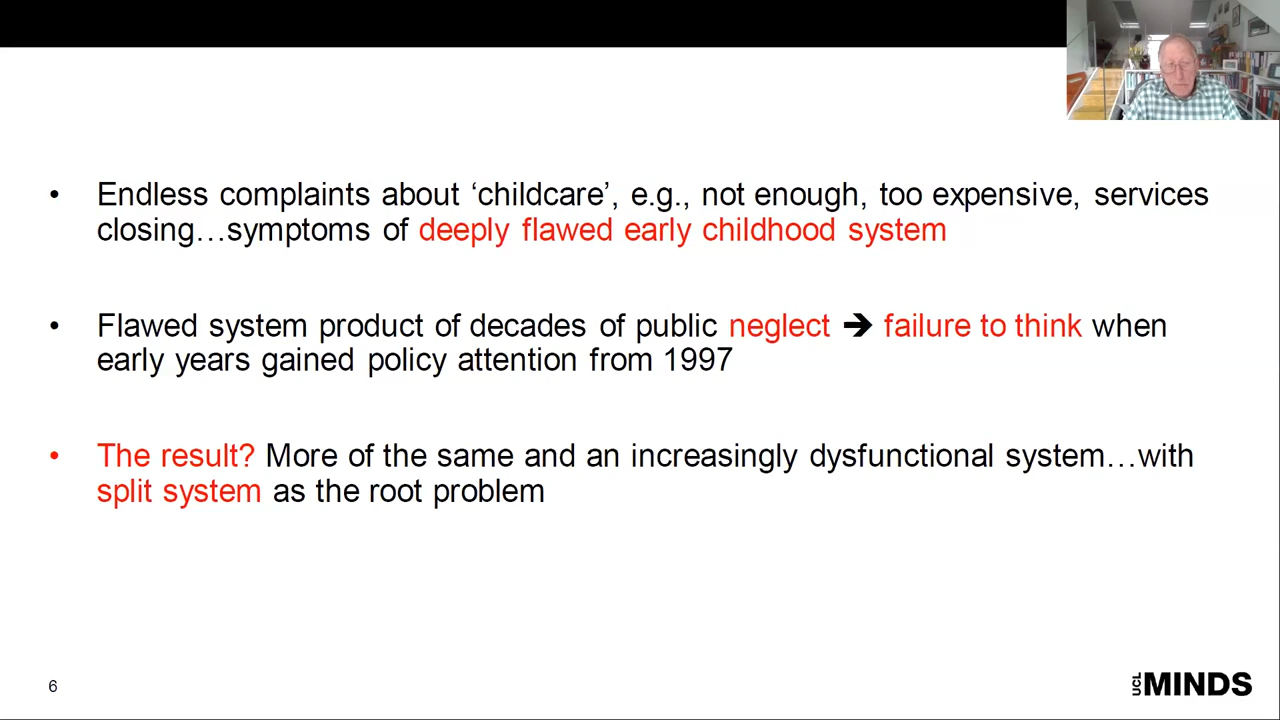 • Endless complaints about ‘childcare’, e.g., not enough, too expensive, services
closing…symptoms of deeply flawed early childhood system
• Flawed system product of decades of public neglect ➔ failure to think when
early years gained policy attention from 1997
• The result? More of the same and an increasingly dysfunctional system…with
split system as the root problem
6
UCL MINDS